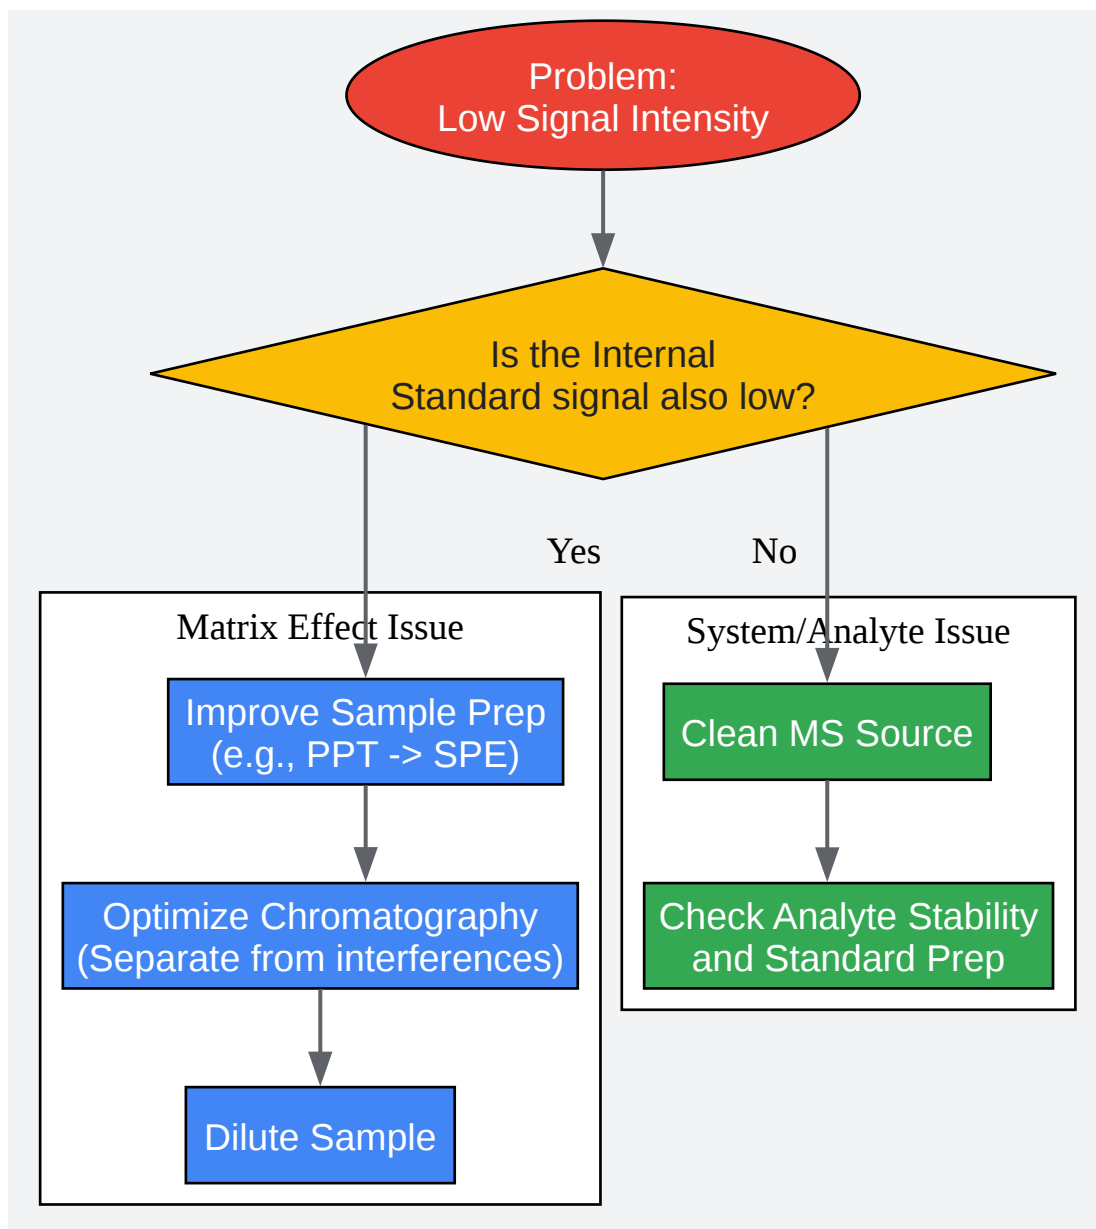 Problem:
Low Signal Intensity
Is the Internal
Standard signal also low?
Yes
No
Matrix Effect Issue
Improve Sample Prep
(e.g., PPT -> SPE)
Optimize Chromatography
(Separate from interferences)
Dilute Sample
System/Analyte Issue
Clean MS Source
Check Analyte Stability
and Standard Prep